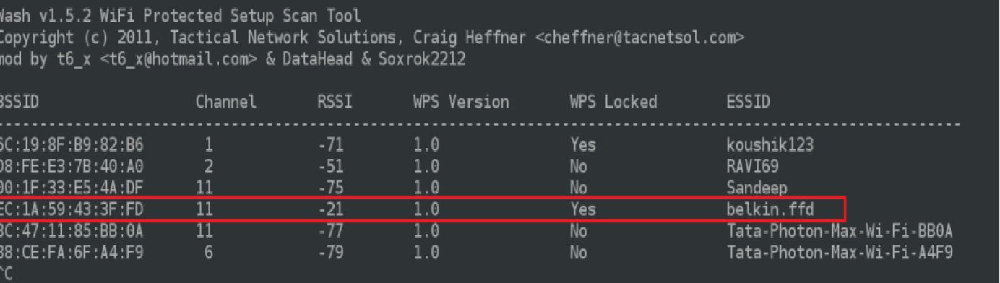 Wash v1.5.2 WiFi Protected Setup Scan Tool
Copyright (c) 2011, Tactical Network Solutions, Craig Heffner <cheffner@tacnetsol.com>
mod by t6_x <t6_x@hotmail.com> & DataHead & Soxrok2212
BSSID Channel RSSI WPS Version WPS Locked ESSID
---------------------------------------------------------------------------------------------------------------
6C:19:8F:B9:82:B6 1 -71 1.0 Yes koushik123
D8:FE:E3:7B:40:A0 2 -51 1.0 No RAVI69
00:1F:33:E5:4A:DF 11 -75 1.0 No Sandeep
EC:1A:59:43:3F:FD 11 -21 1.0 Yes belkin.ffd
8C:47:11:85:BB:0A 11 -77 1.0 No Tata-Photon-Max-Wi-Fi-BB0A
88:CE:FA:6F:A4:F9 6 -79 1.0 No Tata-Photon-Max-Wi-Fi-A4F9
^C